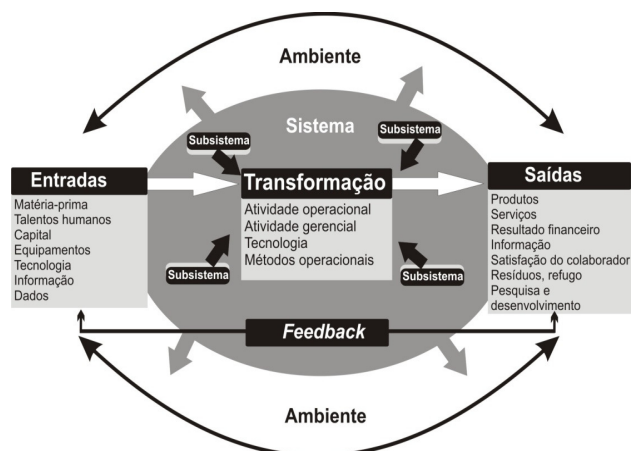 Ambiente
Sistema
Subsistema
Subsistema
Entradas
Matéria-prima
Talentos humanos
Capital
Equipamentos
Tecnologia
Informação
Dados
Transformação
Atividade operacional
Atividade gerencial
Tecnologia
Métodos operacionais
Saídas
Produtos
Serviços
Resultado financeiro
Informação
Satisfação do colaborador
Resíduos, refugo
Pesquisa e
desenvolvimento
Subsistema
Subsistema
Feedback
Ambiente